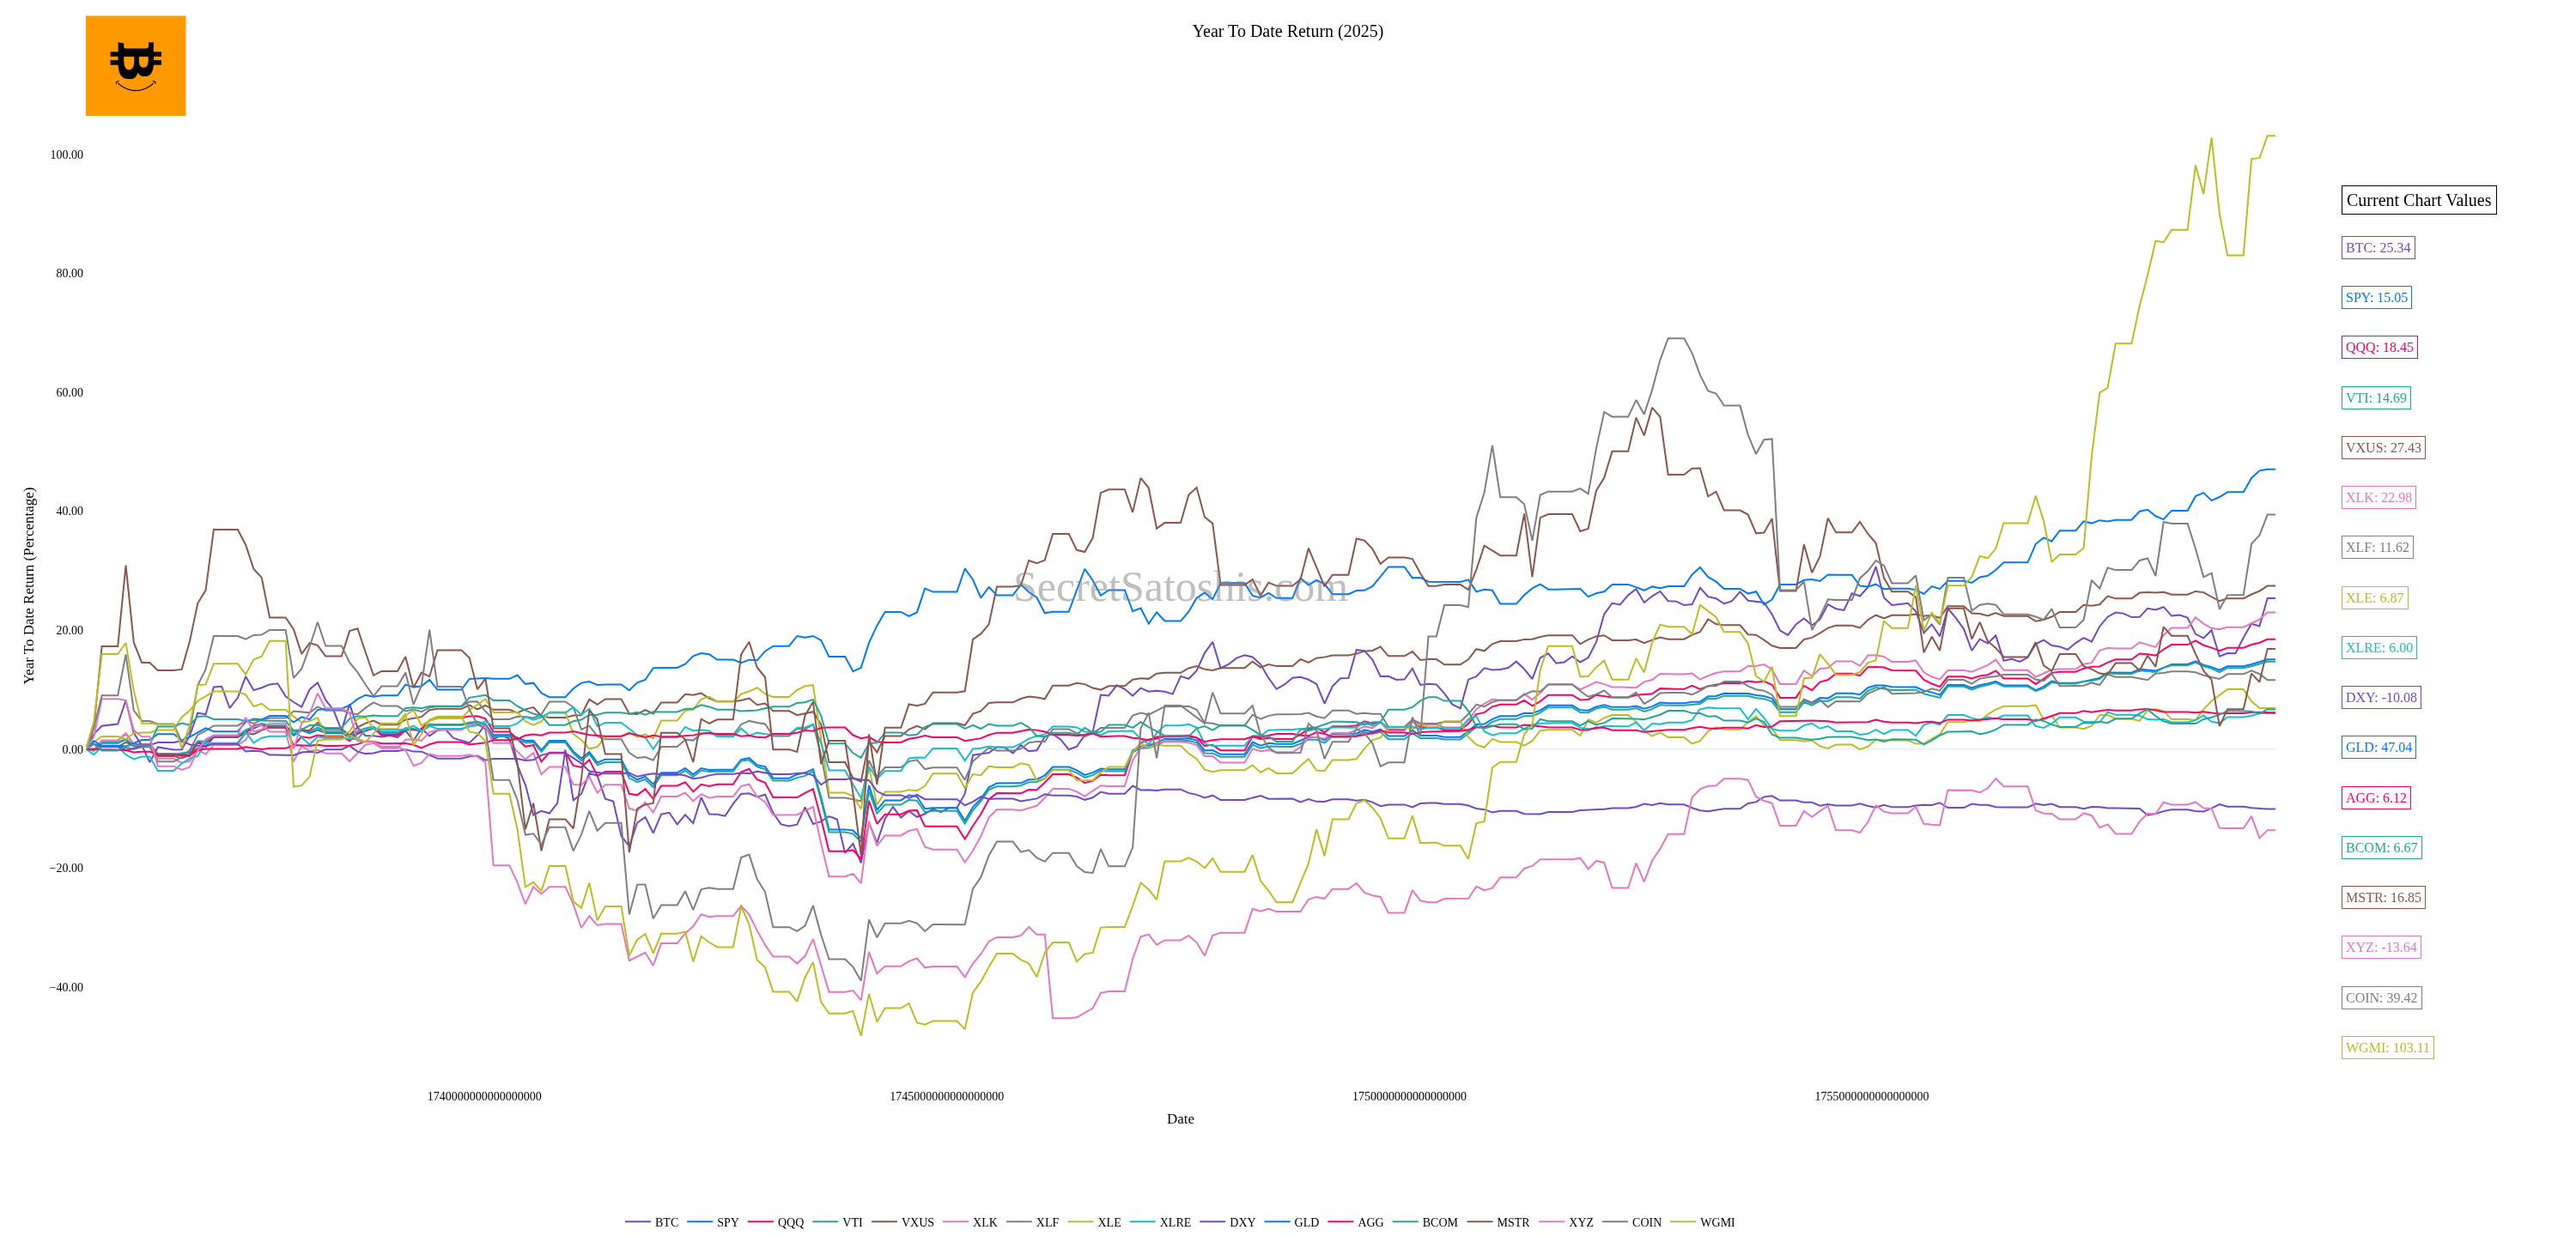 Year To Date Return (2025)
100.00
80.00
60.00
40.00
20.00
0.00
−20.00
−40.00
Year To Date Return (Percentage)
SecretSatoshis.com
1740000000000000000
1745000000000000000
1750000000000000000
1755000000000000000
Date
Current Chart Values
BTC: 25.34
SPY: 15.05
QQQ: 18.45
VTI: 14.69
VXUS: 27.43
XLK: 22.98
XLF: 11.62
XLE: 6.87
XLRE: 6.00
DXY: -10.08
GLD: 47.04
AGG: 6.12
BCOM: 6.67
MSTR: 16.85
XYZ: -13.64
COIN: 39.42
WGMI: 103.11
BTC SPY QQQ VTI VXUS XLK XLF XLE XLRE DXY GLD AGG BCOM MSTR XYZ COIN WGMI